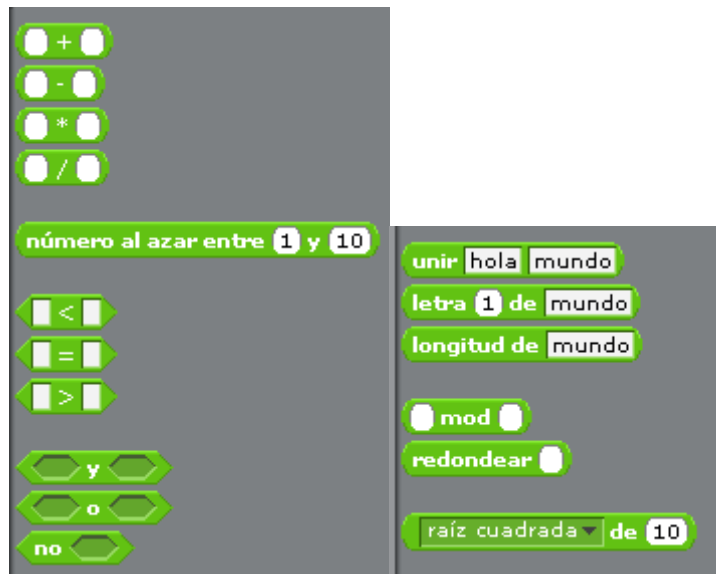 +
-
*
/
número al azar entre 1 y 10
<
=
>
y
o
no
unir hola mundo
letra 1 de mundo
longitud de mundo
mod
redondear
raíz cuadrada de 10